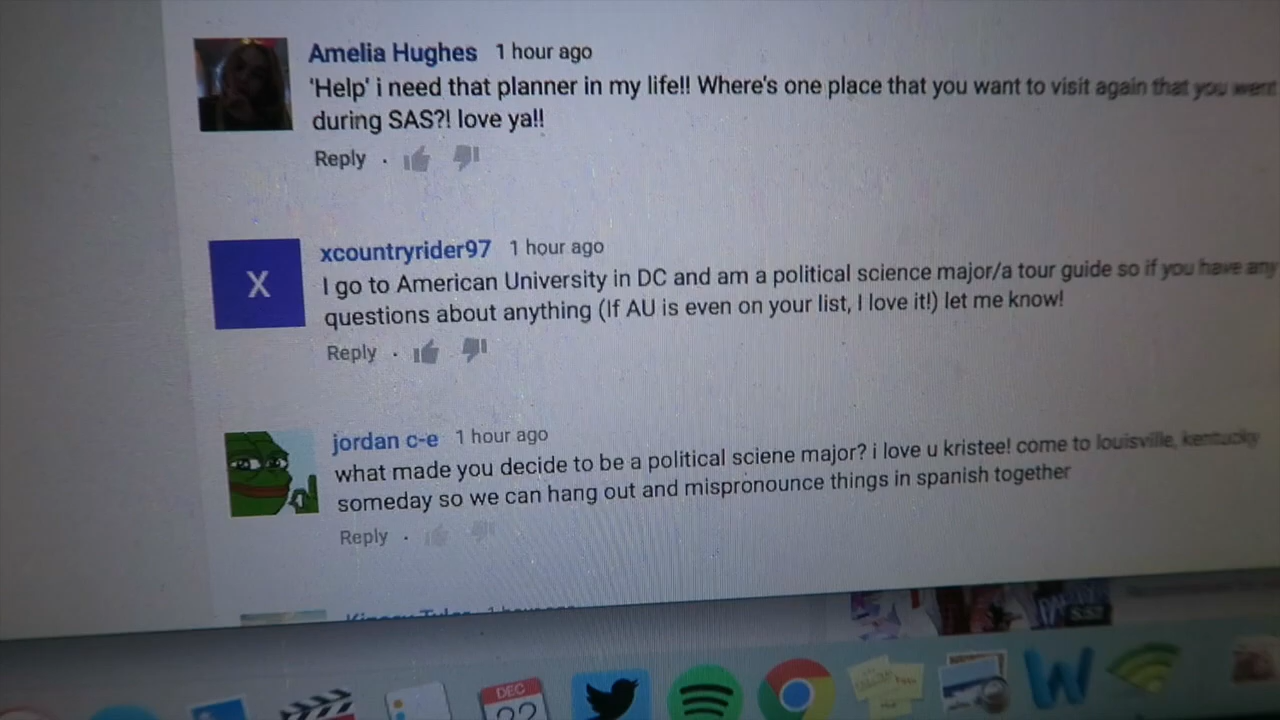 Amelia Hughes 1 hour ago
'Help' i need that planner in my life!! Where's one place that you want to visit again that you went
during SAS?! love ya!!
Reply ·
X
xcountryrider97 1 hour ago
I go to American University in DC and am a political science major/a tour guide so if you have any
questions about anything (If AU is even on your list, I love it!) let me know!
Reply ·
jordan c-e 1 hour ago
what made you decide to be a political sciene major? i love u kristee! come to louisville, kentucky
someday so we can hang out and mispronounce things in spanish together
Reply ·
DEC
22
W